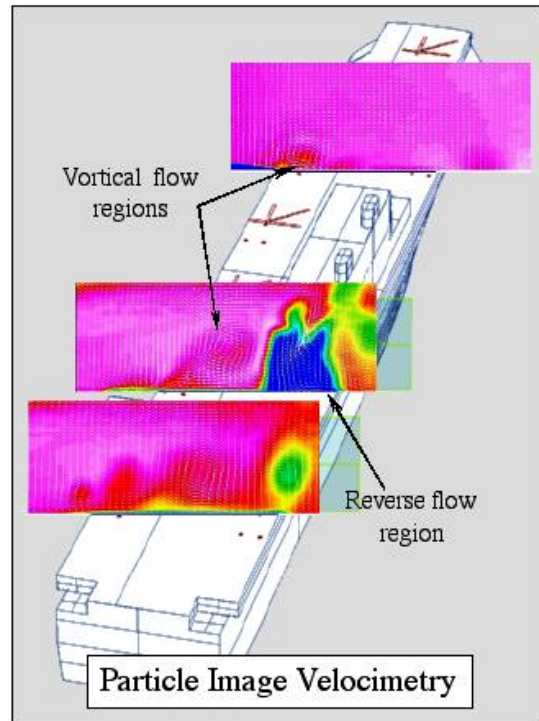 Vortical flow
regions
Reverse flow
region
Particle Image Velocimetry